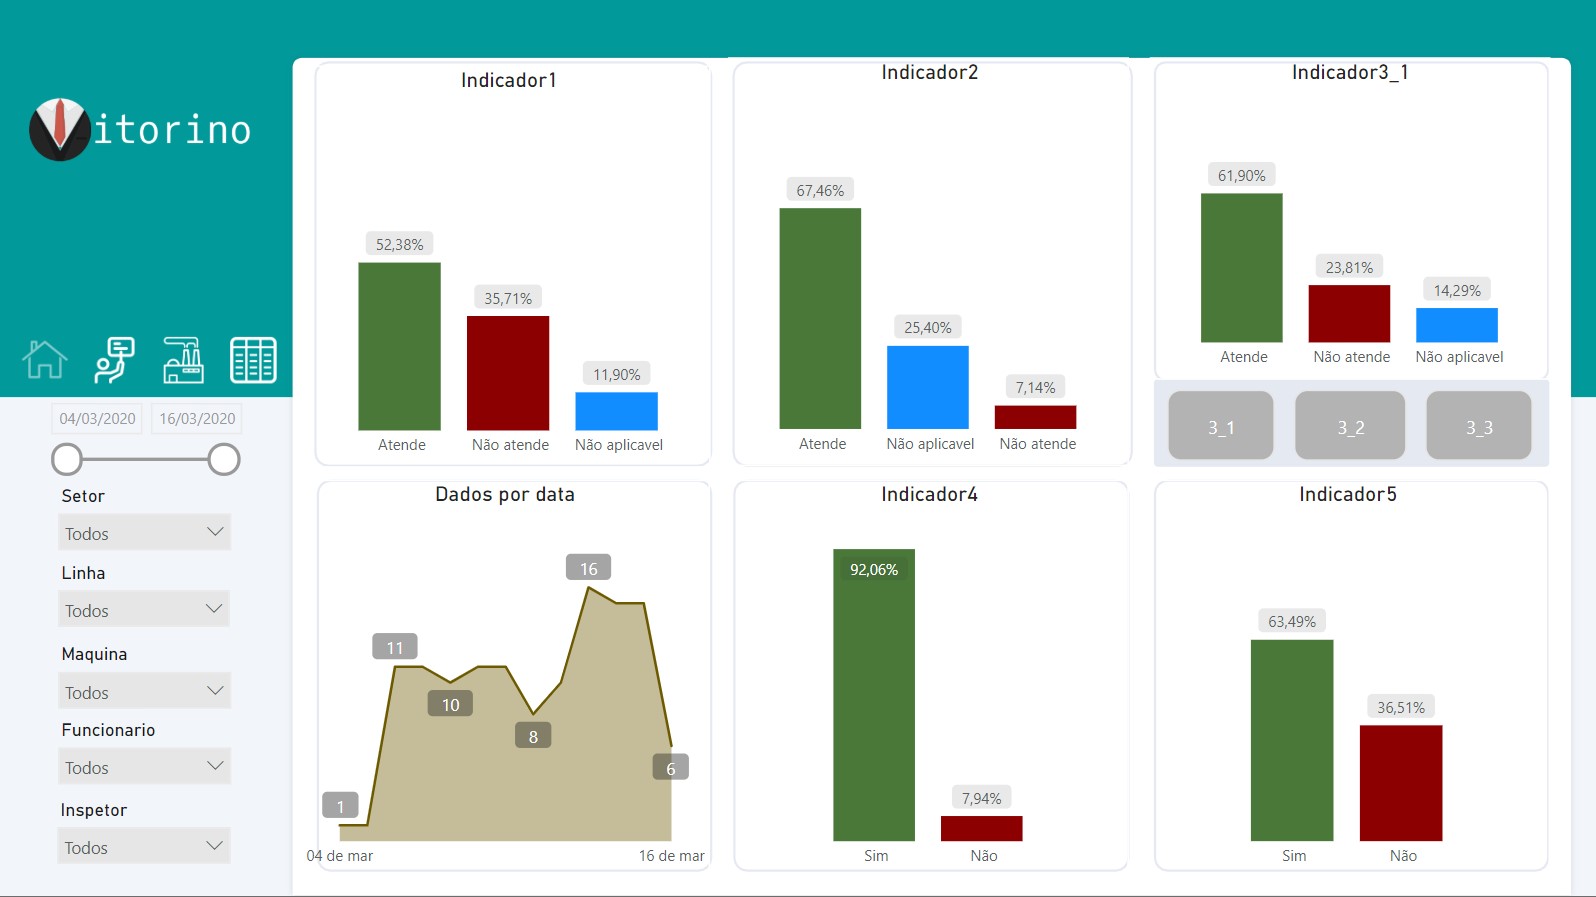 itorino
04/03/2020
16/03/2020
Setor
Todos
Linha
Todos
Maquina
Todos
Funcionario
Todos
Inspetor
Todos
Indicador1
52,38%
35,71%
11,90%
Atende
Não atende
Não aplicavel
Indicador2
67,46%
25,40%
7,14%
Atende
Não aplicavel
Não atende
Indicador3_1
61,90%
23,81%
14,29%
Atende
Não atende
Não aplicavel
3_1
3_2
3_3
Dados por data
16
11
10
8
6
1
04 de mar
16 de mar
Indicador4
92,06%
7,94%
Sim
Não
Indicador5
63,49%
36,51%
Sim
Não